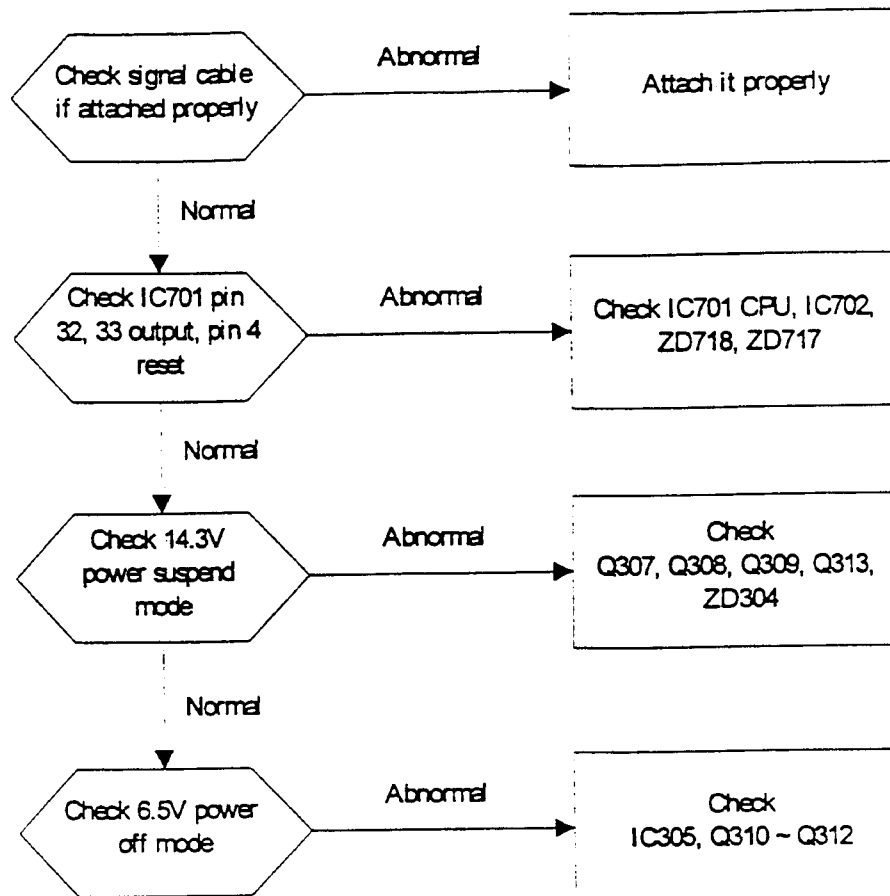 Check signal cable
if attached properly
Abnormal
Attach it properly
Normal
Check IC701 pin
32, 33 output, pin 4
reset
Abnormal
Check IC701 CPU, IC702,
ZD718, ZD717
Normal
Check 14.3V
power suspend
mode
Abnormal
Check
Q307, Q308, Q309, Q313,
ZD304
Normal
Check 6.5V power
off mode
Abnormal
Check
IC305, Q310 ~ Q312